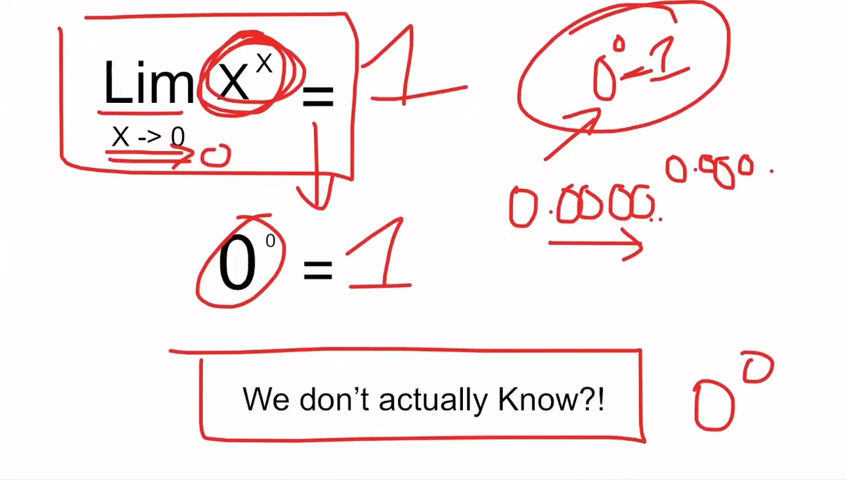 Lim X^X = 1
X -> 0 0
0^0 = 1
0.0000.. 0.000.
0^0 = 1
We don't actually Know?!
0^0